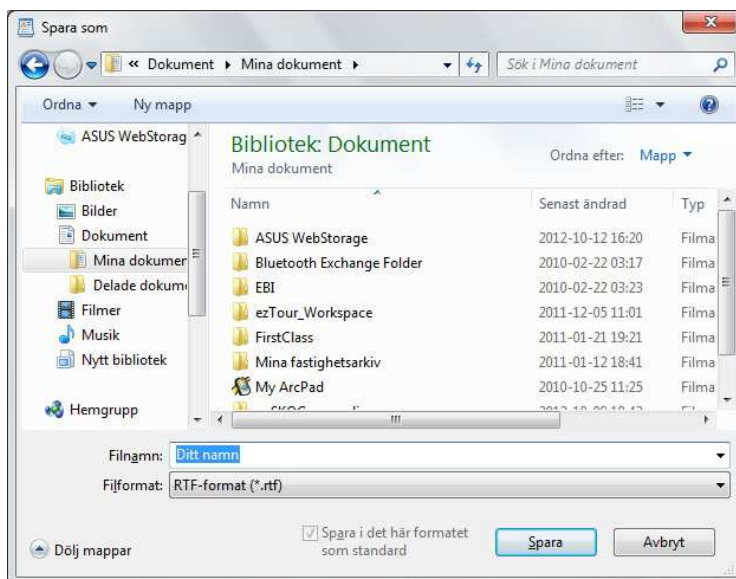 Spara som
« Dokument Mina dokument
Sök i Mina dokument
Ordna Ny mapp
ASUS WebStorag
Bibliotek
Bilder
Dokument
Mina dokumer
Delade dokum
Filmer
Musik
Nytt bibliotek
Hemgrupp
Bibliotek: Dokument
Mina dokument
Ordna efter: Mapp
Namn Senast ändrad Typ
ASUS WebStorage 2012-10-12 16:20 Filma
Bluetooth Exchange Folder 2010-02-22 03:17 Filma
EBI 2010-02-22 03:23 Filma
ezTour_Workspace 2011-12-05 11:01 Filma
FirstClass 2011-01-21 19:21 Filma
Mina fastighetsarkiv 2011-01-12 18:41 Filma
My ArcPad 2010-10-25 11:25 Filma
Filnamn: Ditt namn
Filformat: RTF-format (*.rtf)
Dölj mappar
Spara i det här formatet
som standard
Spara
Avbryt